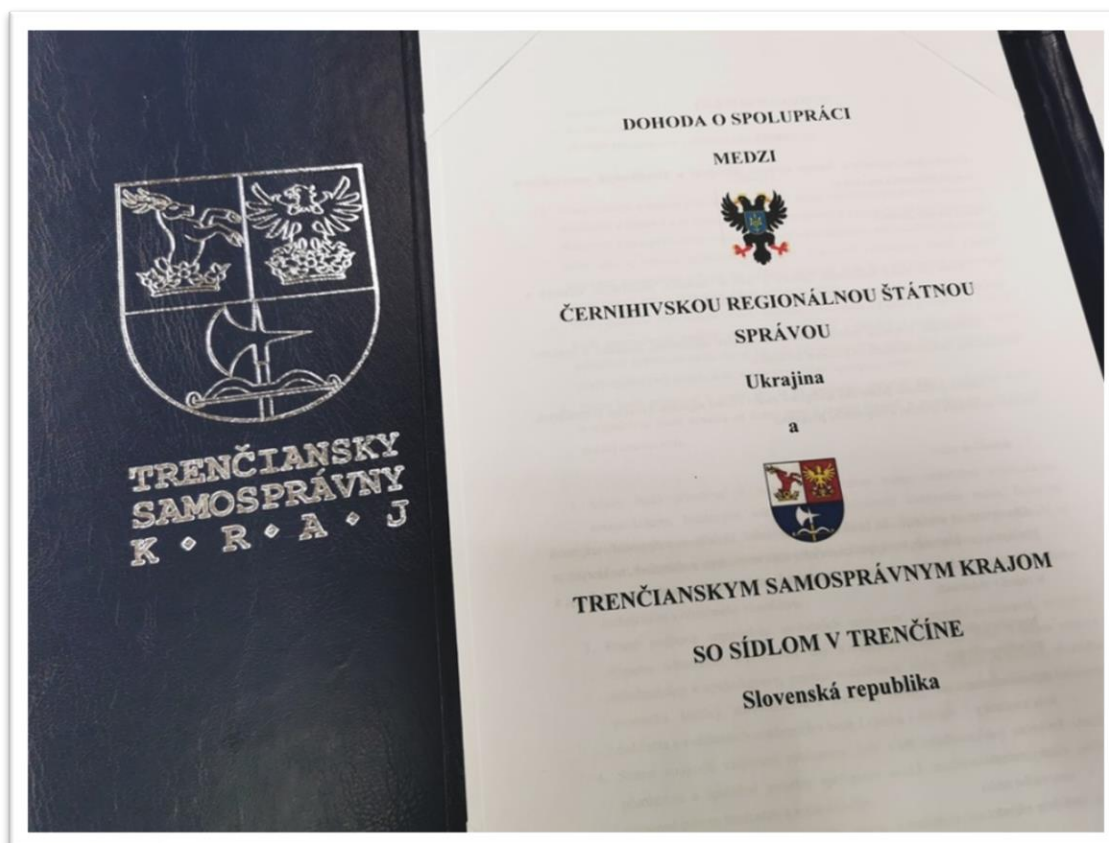 TRENČIANSKY
SAMOSPRÁVNY
K • R • A • J
DOHODA O SPOLUPRÁCI
MEDZI
ČERNIHIVSKOU REGIONÁLNOU ŠTÁTNOU
SPRÁVOU
Ukrajina
a
TRENČIANSKYM SAMOSPRÁVNYM KRAJOM
SO SÍDLOM V TRENČÍNE
Slovenská republika